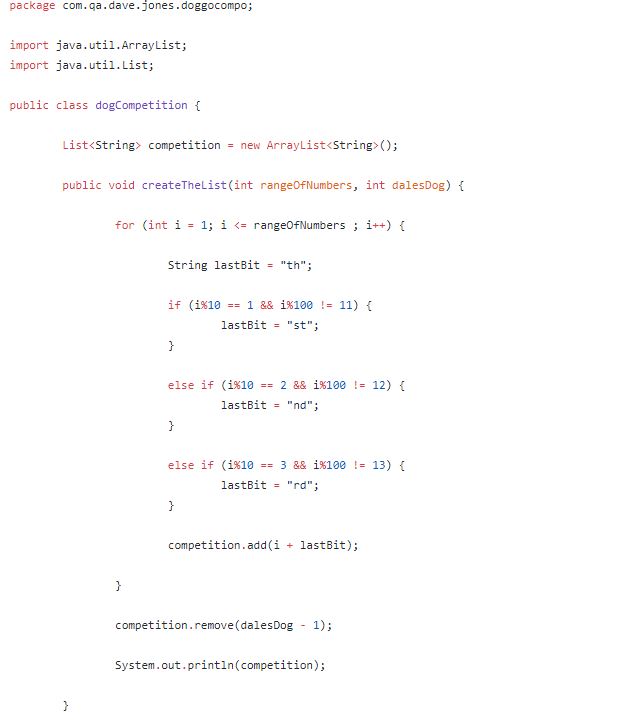 package com.qa.dave.jones.doggocompo;
import java.util.ArrayList;
import java.util.List;
public class dogCompetition {
List<String> competition = new ArrayList<String>();
public void createTheList(int rangeOfNumbers, int dalesDog) {
for (int i = 1; i <= rangeOfNumbers ; i++) {
String lastBit = "th";
if (i%10 == 1 && i%100 != 11) {
lastBit = "st";
}
else if (i%10 == 2 && i%100 != 12) {
lastBit = "nd";
}
else if (i%10 == 3 && i%100 != 13) {
lastBit = "rd";
}
competition.add(i + lastBit);
}
competition.remove(dalesDog - 1);
System.out.println(competition);
}